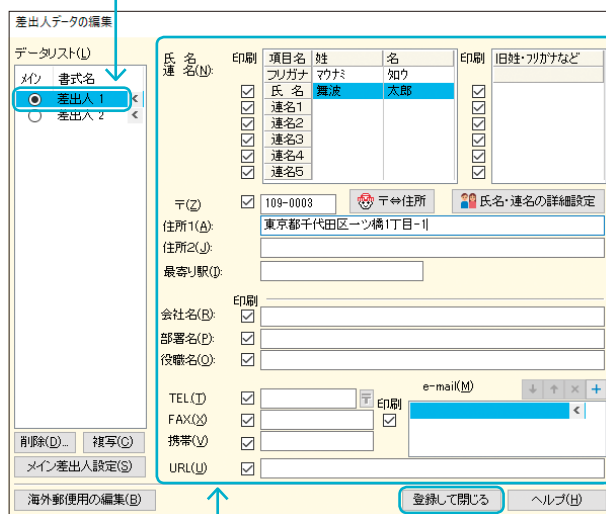 差出人データの編集
データリスト(L)
メイン 書式名
差出人 1 <
差出人 2 <
削除(D)... 複写(C)
メイン差出人設定(S)
海外郵便用の編集(B)
氏 名
連 名(N):
印刷 項目名 姓 名 印刷 旧姓・フリガナなど
フリガナ マウナミ タロウ
氏 名 舞波 太郎
連名1
連名2
連名3
連名4
連名5
〒(Z) 109-0003 〒⇔住所 氏名・連名の詳細設定
住所1(A): 東京都千代田区一ツ橋1丁目-1
住所2(J):
最寄り駅(I):
印刷
会社名(R):
部署名(P):
役職名(O):
e-mail(M) ↓ ↑ × +
TEL(T) 〒 印刷 <
FAX(X)
携帯(V)
URL(U)
登録して閉じる ヘルプ(H)